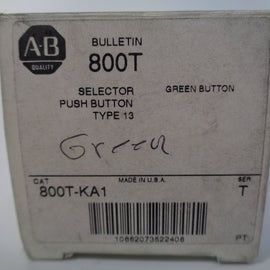 AB
QUALITY
BULLETIN
800T
SELECTOR
PUSH BUTTON
TYPE 13
GREEN BUTTON
Green
CAT
MADE IN U.S.A.
SER
800T-KA1
T
10662073522406
PT